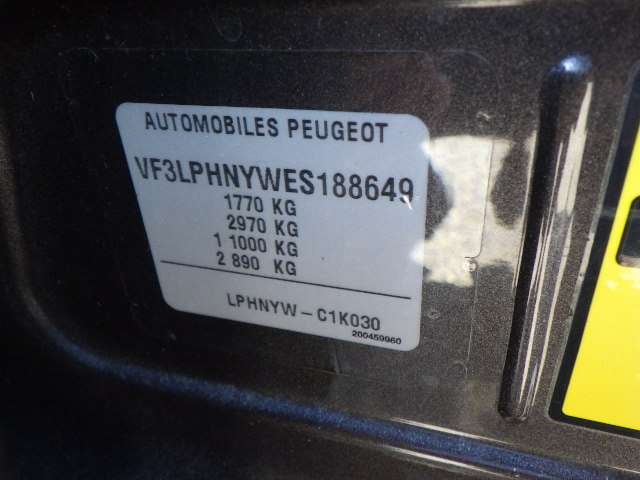 AUTOMOBILES PEUGEOT
VF3LPHNYWES188649
1770 KG
2970 KG
1 1000 KG
2 890 KG
LPHNYW-C1K030
200459960